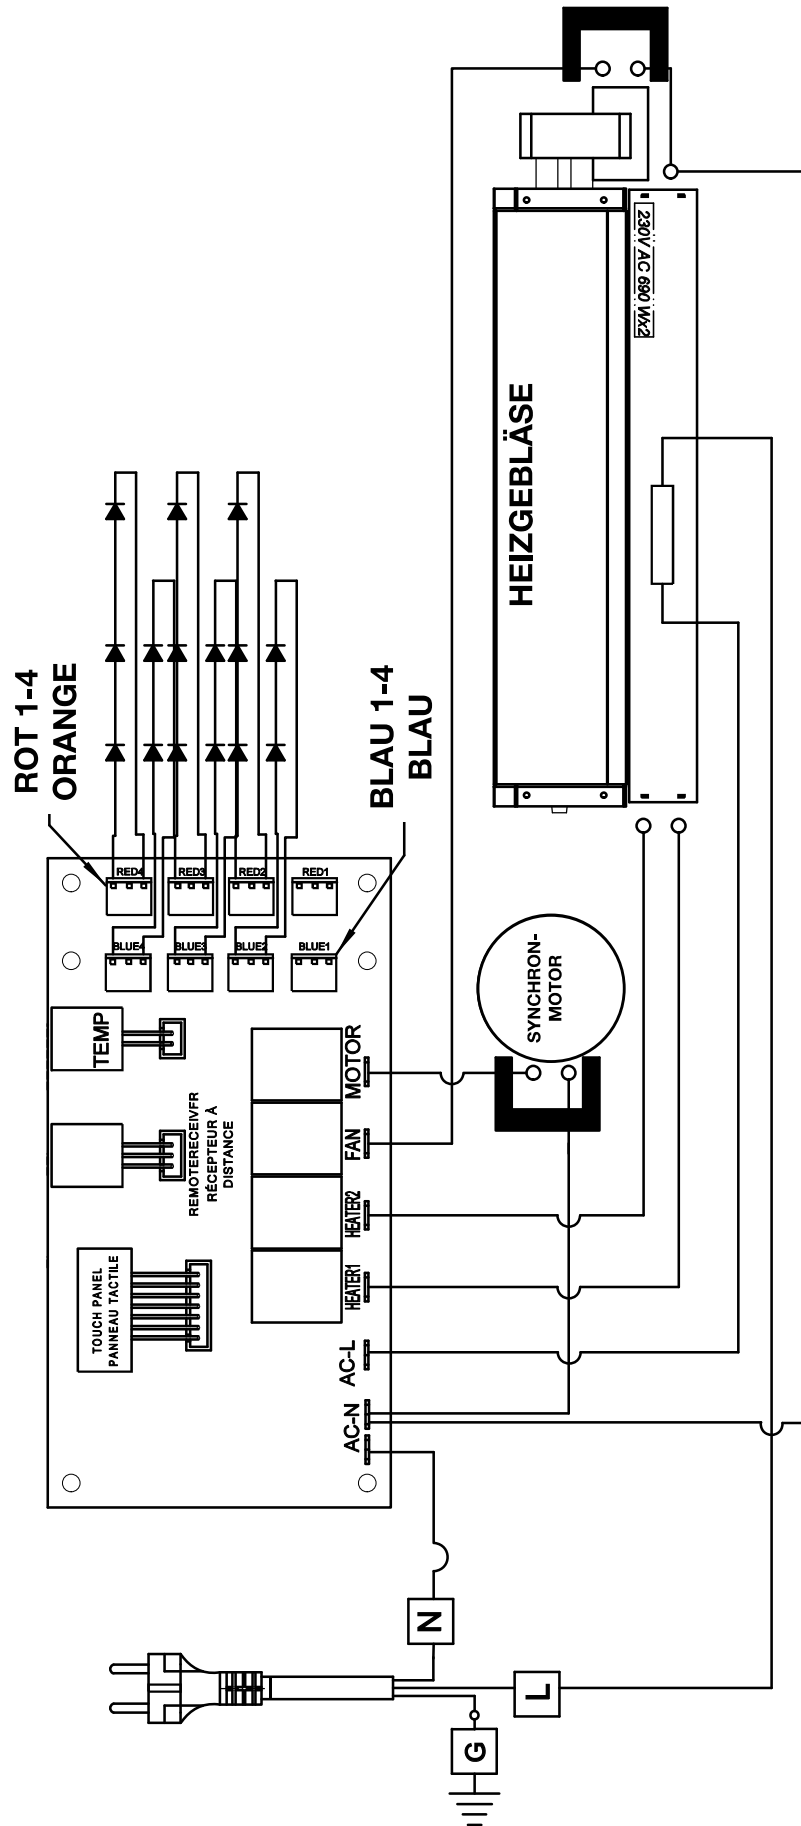 ROT 1-4
ORANGE
BLAU 1-4
BLAU
RED4
RED3
RED2
RED1
BLUE4
BLUE3
BLUE2
BLUE1
TEMP
REMOTERECEIVFR
RÉCEPTEUR À
DISTANCE
TOUCH PANEL
PANNEAU TACTILE
MOTOR
FAN
HEATER2
HEATER1
AC-L
AC-N
SYNCHRON-
MOTOR
HEIZGEBLÄSE
230V AC 690 Wx2
N
L
G